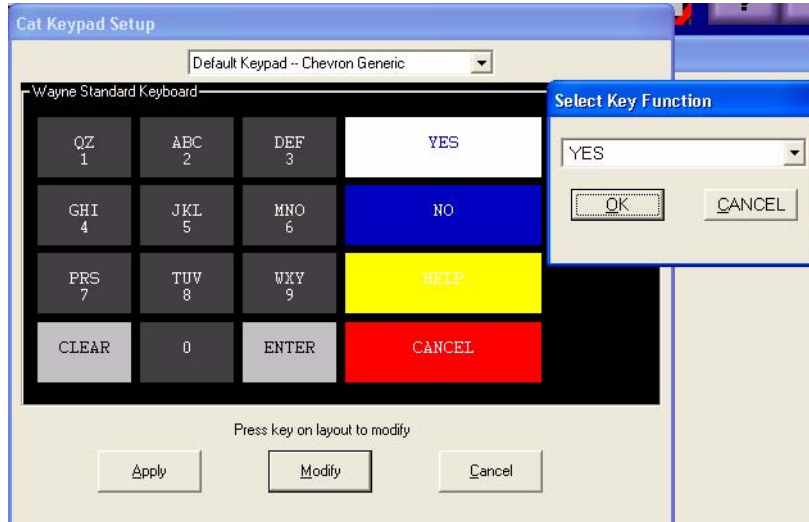 Cat Keypad Setup
Default Keypad -- Chevron Generic
Wayne Standard Keyboard
QZ
1
ABC
2
DEF
3
YES
GHI
4
JKL
5
MNO
6
NO
PRS
7
TUV
8
WXY
9
HELP
CLEAR
0
ENTER
CANCEL
Press key on layout to modify
Apply
Modify
Cancel
?
Select Key Function
YES
OK
CANCEL